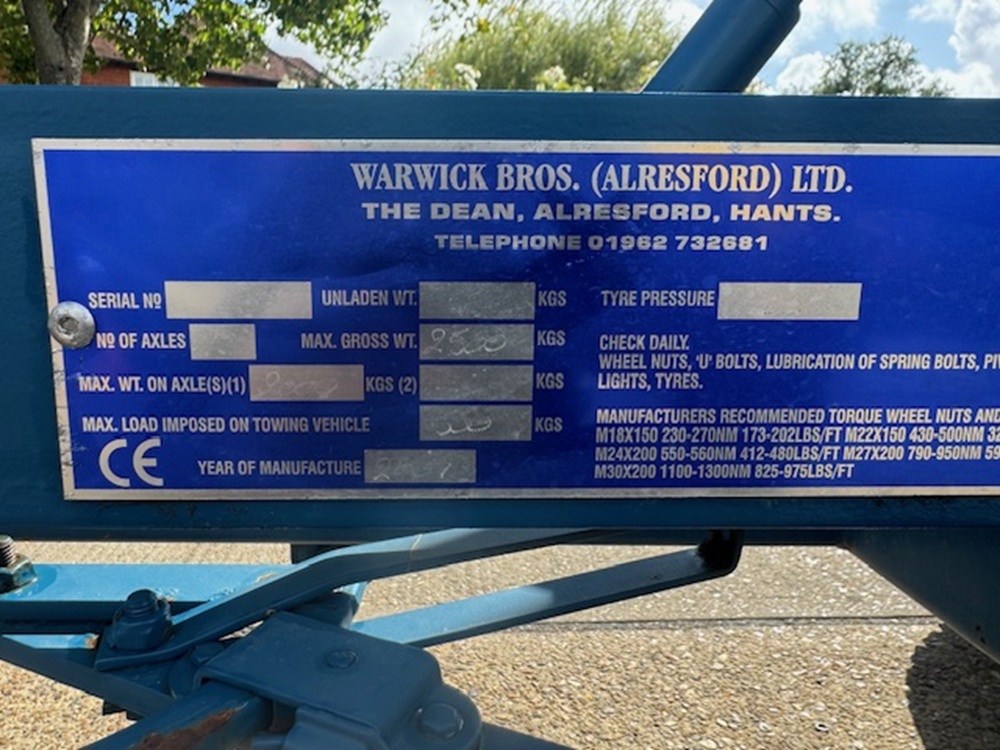 WARWICK BROS. (ALRESFORD) LTD.
THE DEAN, ALRESFORD, HANTS.
TELEPHONE 01962 732681
SERIAL Nº
UNLADEN WT. KGS
TYRE PRESSURE
Nº OF AXLES
MAX. GROSS WT. 2500 KGS
MAX. WT. ON AXLE(S)(1) KGS (2) KGS
MAX. LOAD IMPOSED ON TOWING VEHICLE KGS
CE
YEAR OF MANUFACTURE
CHECK DAILY.
WHEEL NUTS, 'U' BOLTS, LUBRICATION OF SPRING BOLTS,
LIGHTS, TYRES.
MANUFACTURERS RECOMMENDED TORQUE WHEEL NUTS AND
M18X150 230-270NM 173-202LBS/FT M22X150 430-500NM
M24X200 550-560NM 412-480LBS/FT M27X200 790-950NM
M30X200 1100-1300NM 825-975LBS/FT